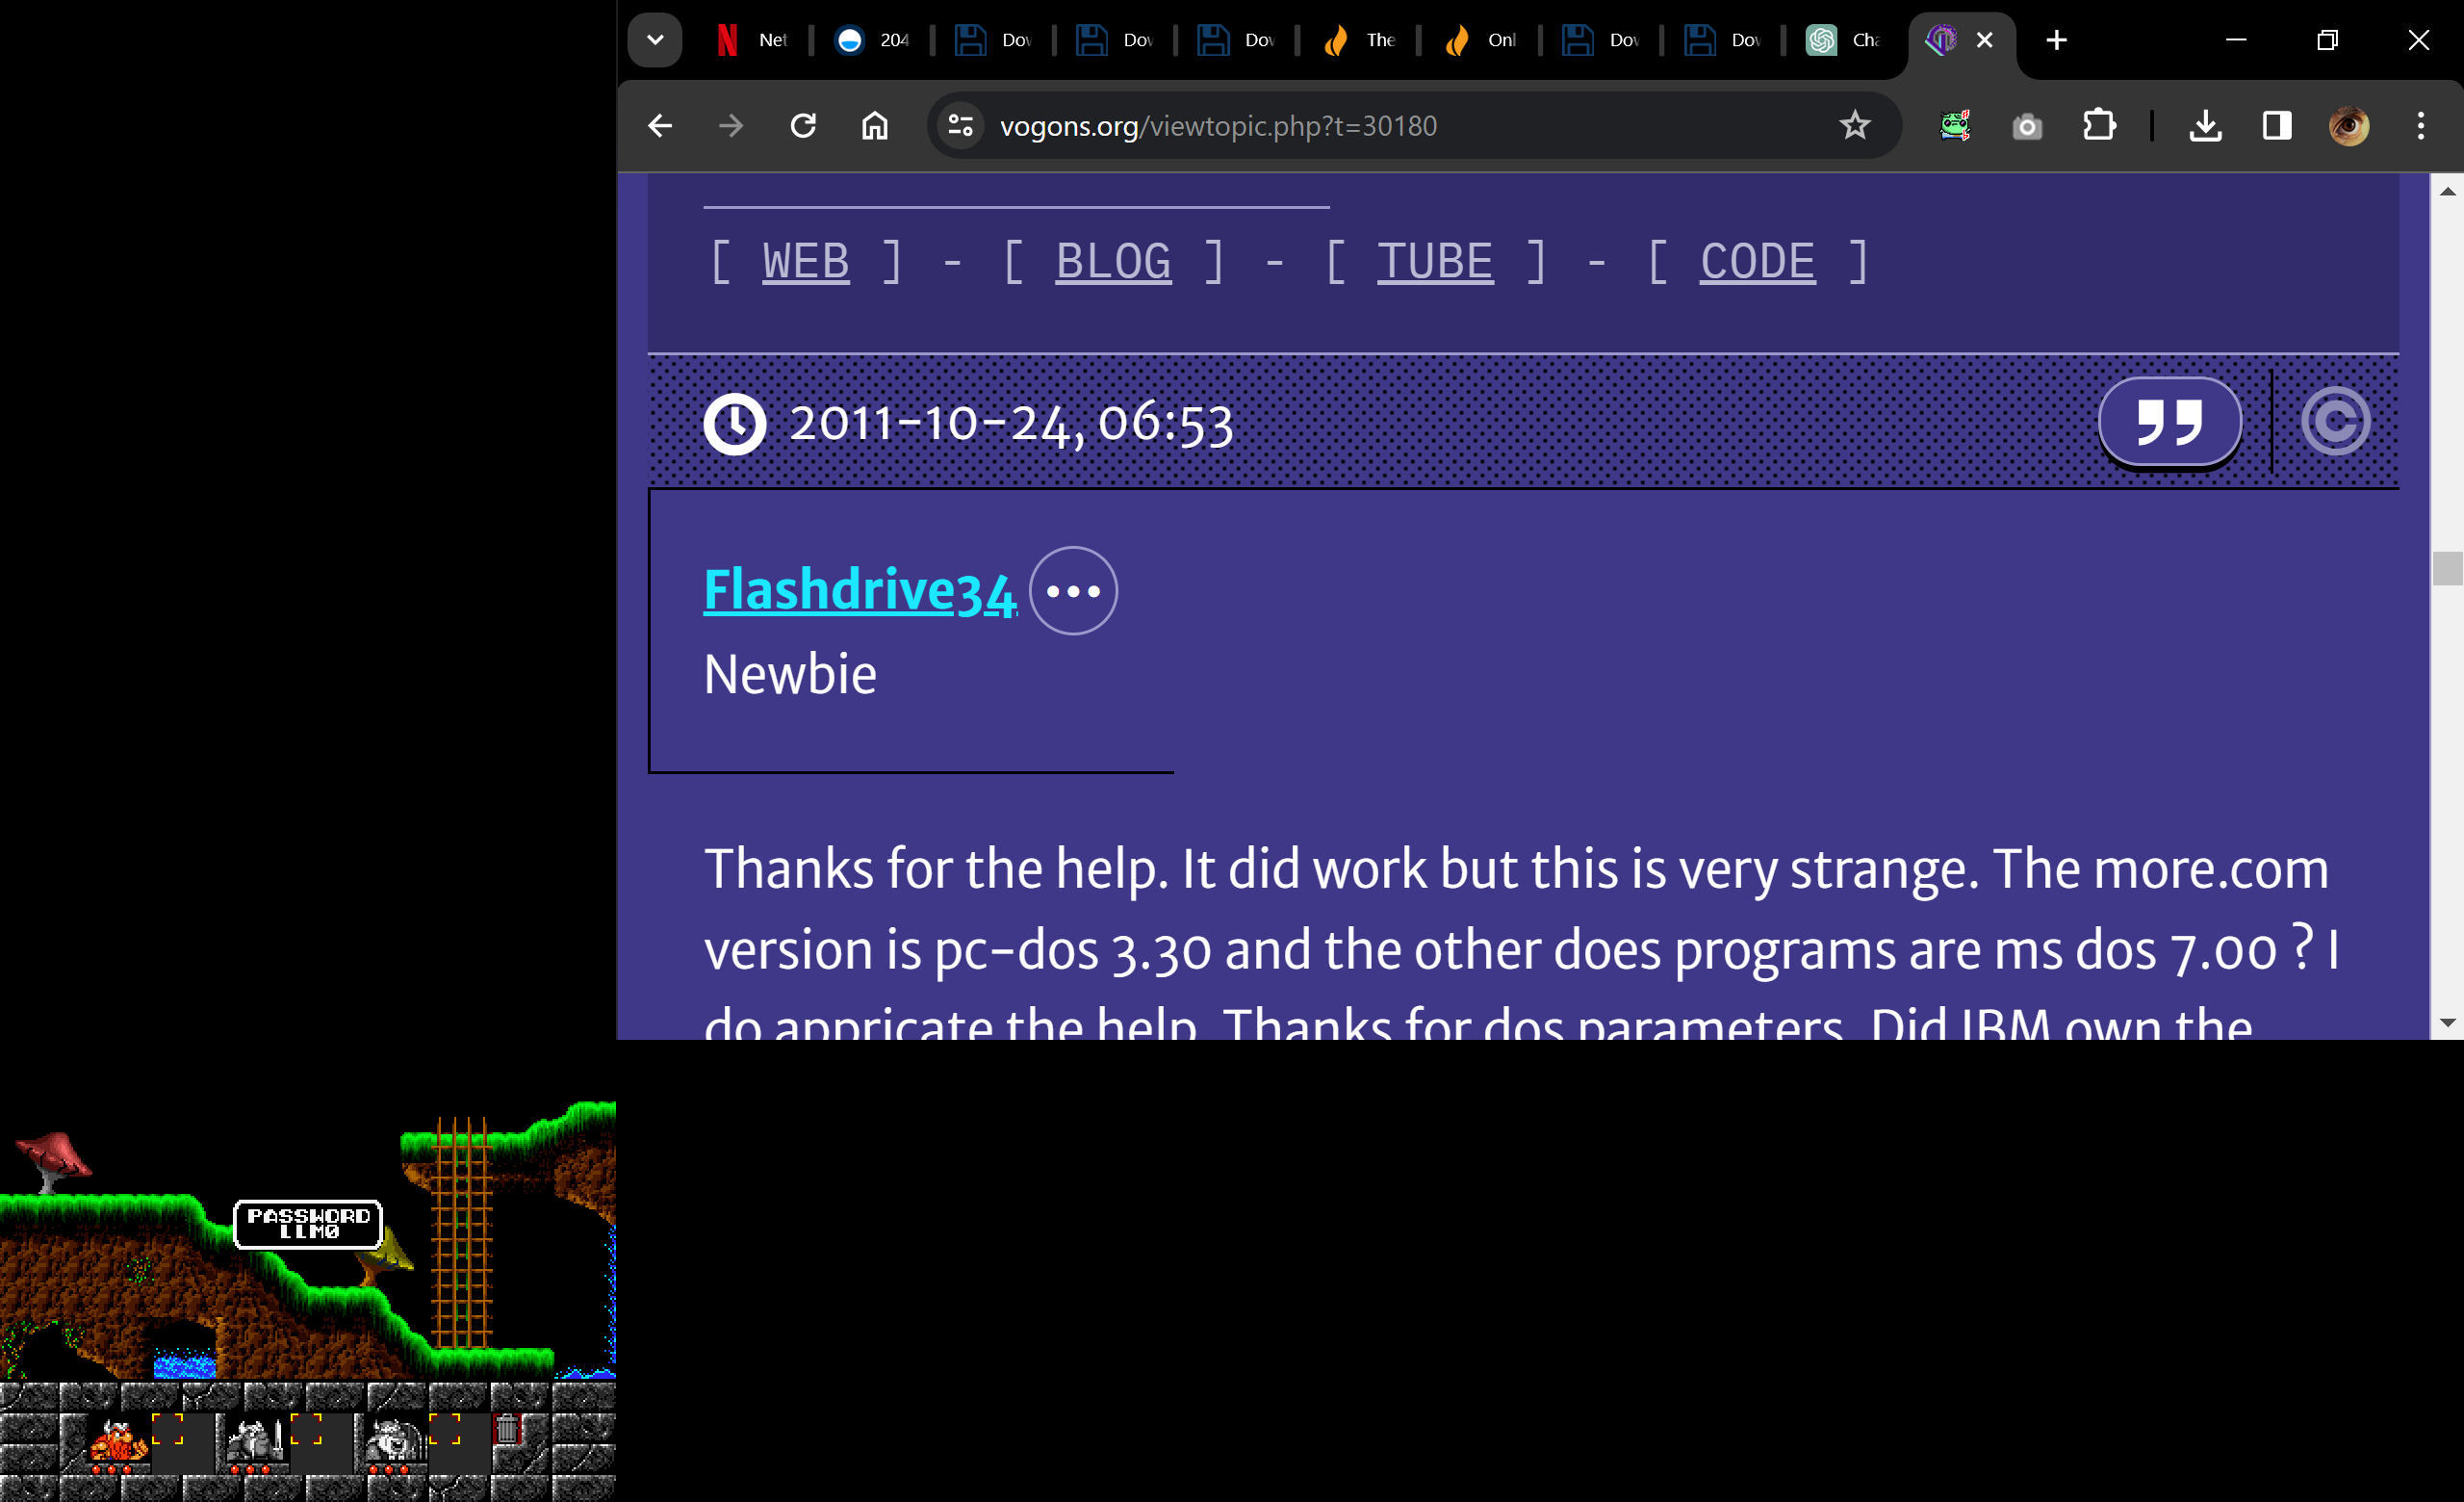 Net
204
Dov
Dov
Dov
The
Onl
Dov
Dov
Cha
vogons.org/viewtopic.php?t=30180
[ WEB ] - [ BLOG ] - [ TUBE ] - [ CODE ]
2011-10-24, 06:53
Flashdrive34
Newbie
Thanks for the help. It did work but this is very strange. The more.com
version is pc-dos 3.30 and the other does programs are ms dos 7.00 ? I
do appricate the help. Thanks for dos parameters. Did IBM own the
PASSWORD
LLM0